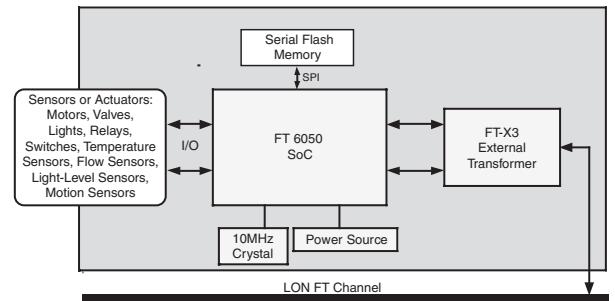 Serial Flash
Memory
SPI
Sensors or Actuators:
Motors, Valves,
Lights, Relays,
Switches, Temperature
Sensors, Flow Sensors,
Light-Level Sensors,
Motion Sensors
I/O
FT 6050
SoC
FT-X3
External
Transformer
10MHz
Crystal
Power Source
LON FT Channel